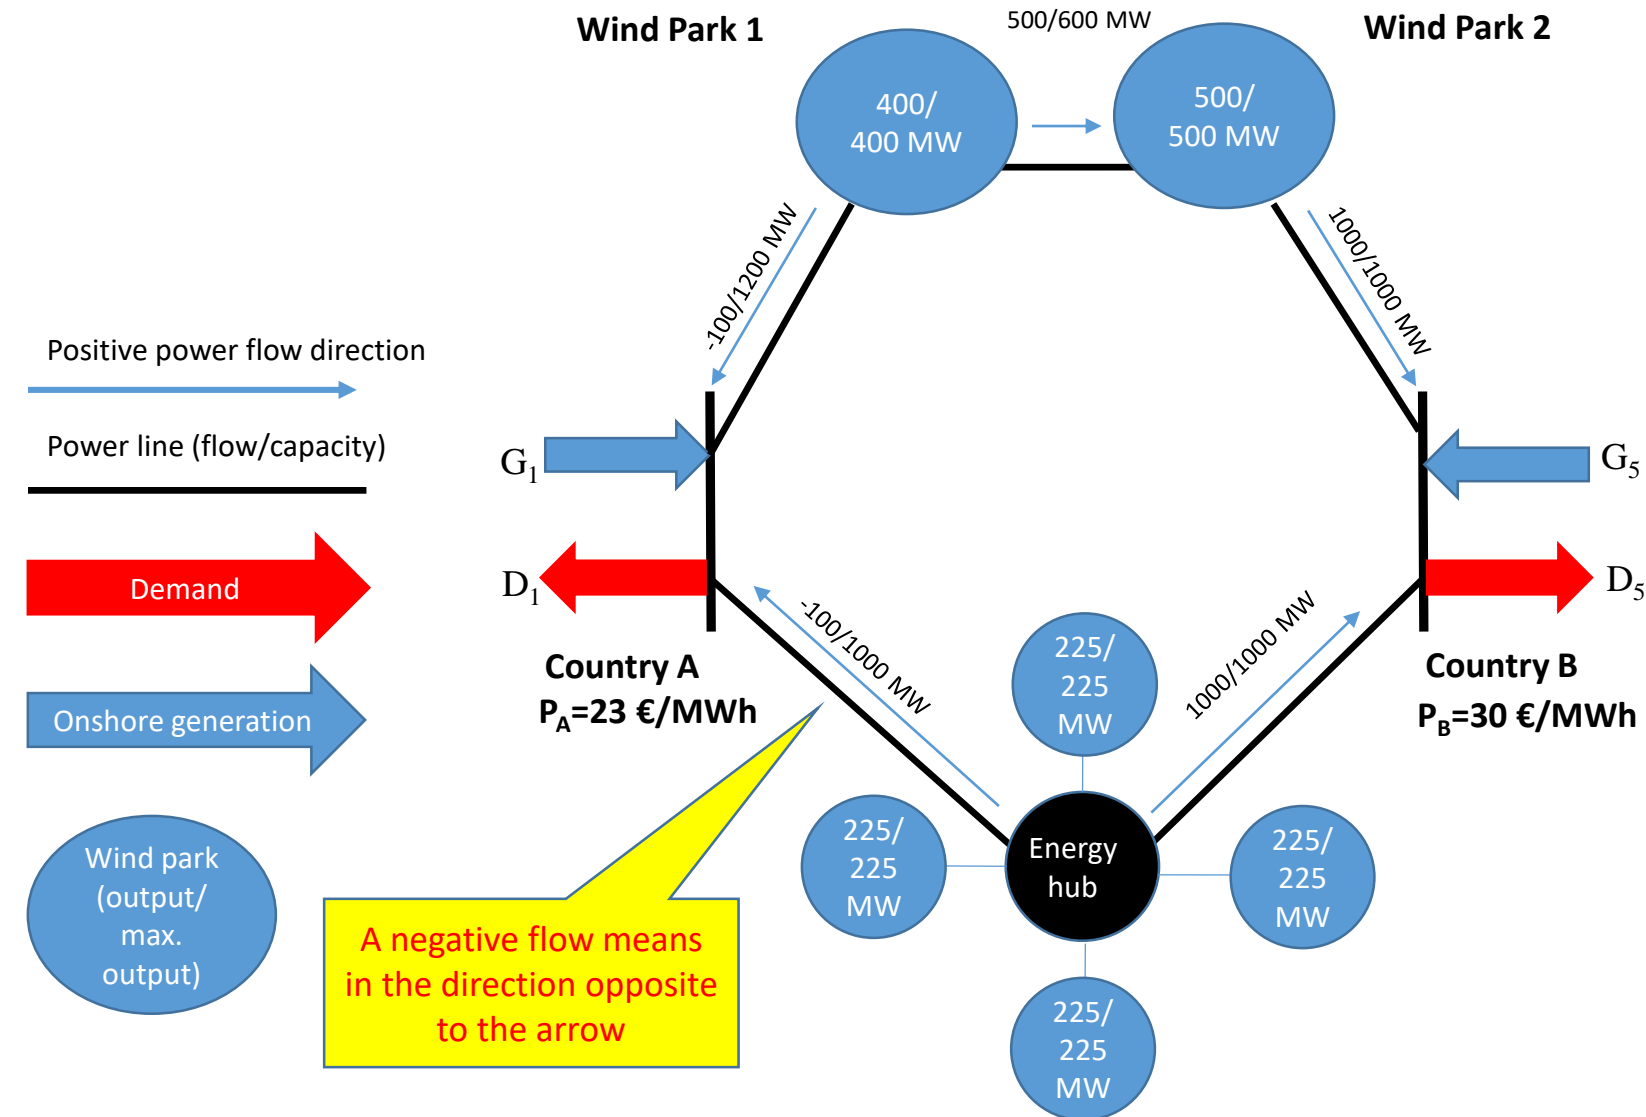 Wind Park 1
500/600 MW
Wind Park 2
400/
400 MW
500/
500 MW
-100/1200 MW
1000/1000 MW
Positive power flow direction
Power line (flow/capacity)
Demand
Onshore generation
Wind park
(output/
max.
output)
G1
D1
G5
D5
Country A
PA=23 €/MWh
Country B
PB=30 €/MWh
-100/1000 MW
1000/1000 MW
225/
225
MW
225/
225
MW
Energy
hub
225/
225
MW
225/
225
MW
A negative flow means
in the direction opposite
to the arrow